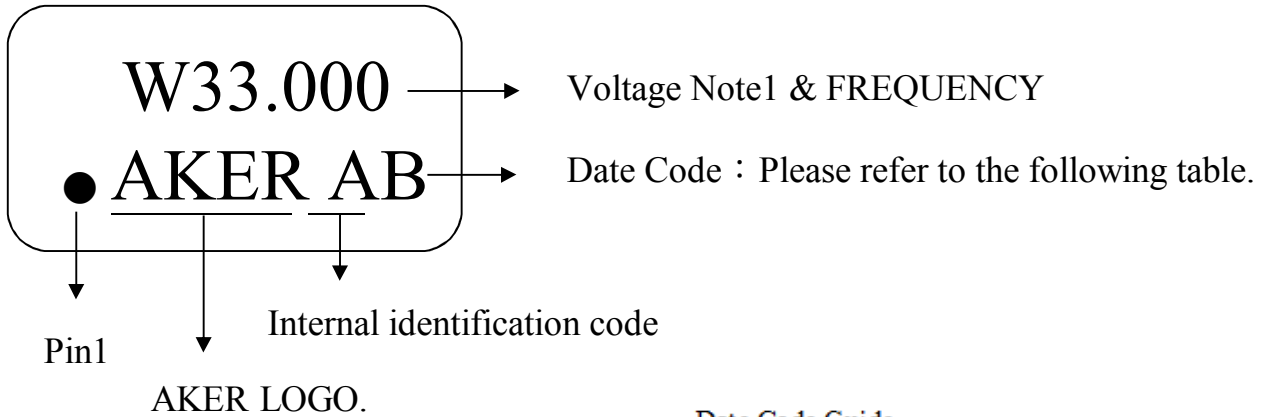 W33.000
Voltage Note1 & FREQUENCY
AKER AB
Date Code：Please refer to the following table.
Internal identification code
Pin1
AKER LOGO.